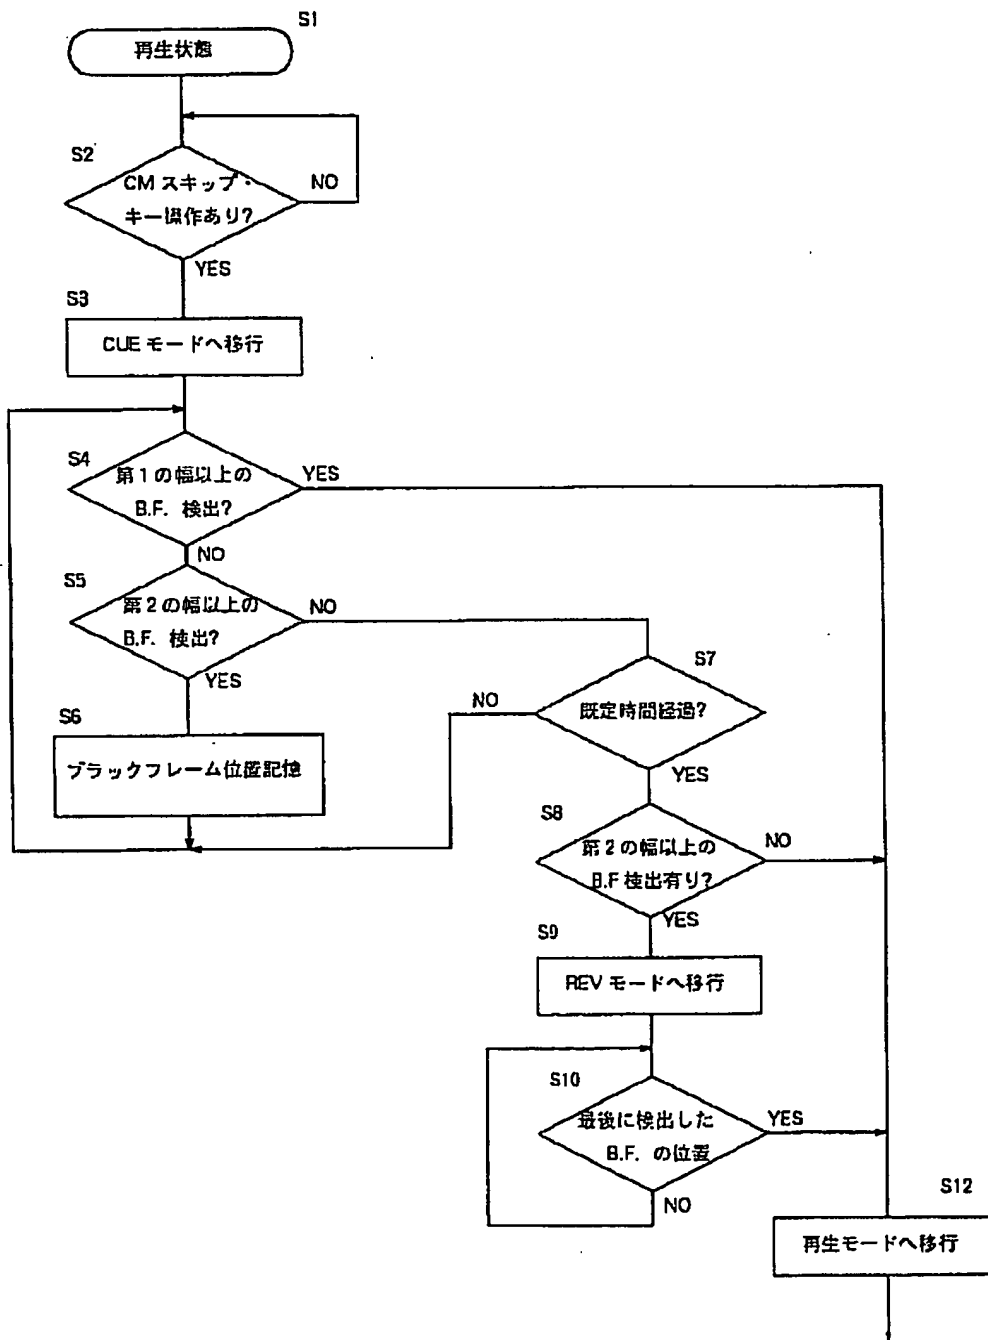 S1
再生状態
S2
CM スキップ・
キー操作あり?
NO
YES
S3
CUE モードへ移行
S4
第1の幅以上の
B.F. 検出?
YES
NO
S5
第2の幅以上の
B.F. 検出?
NO
YES
S6
ブラックフレーム位置記憶
S7
既定時間経過?
NO
YES
S8
第2の幅以上の
B.F 検出有り?
NO
YES
S9
REV モードへ移行
S10
最後に検出した
B.F. の位置
YES
NO
S12
再生モードへ移行